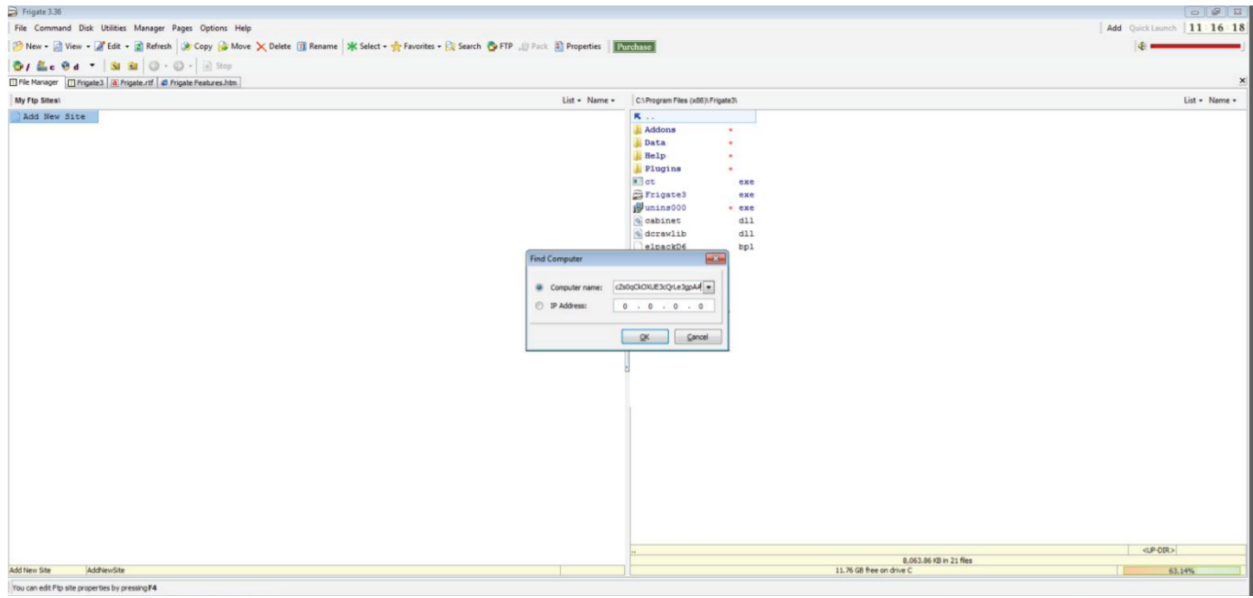 Frigate 3.36
File Command Disk Utilities Manager Pages Options Help
Add Quick Launch 11 16 18
New View Edit Refresh Copy Move Delete Rename Select Favorites Search FTP Pack Properties Purchase
/ c d Stop
File Manager Frigate3 Frigate.rtf Frigate Features.htm
My Ftp Sites\ List Name
C:\Program Files (x86)\Frigate3\ List Name
Add New Site
..
Addons
Data
Help
Plugins
ct exe
Frigate3 exe
unins000 exe
cabinet dll
dcrawlib dll
elpackD6 bpl
Find Computer
Computer name:
IP Address: 0 . 0 . 0 . 0
OK Cancel
.. <UP-DIR>
8,063.86 KB in 21 files
Add New Site AddNewSite
11.76 GB free on drive C 63.14%
You can edit Ftp site properties by pressing F4